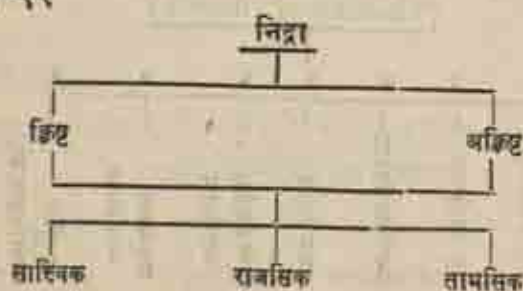 निद्रा
क्लिष्ट अक्लिष्ट
सात्त्विक राजसिक तामसिक